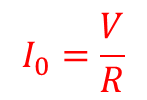 I₀ = V/R